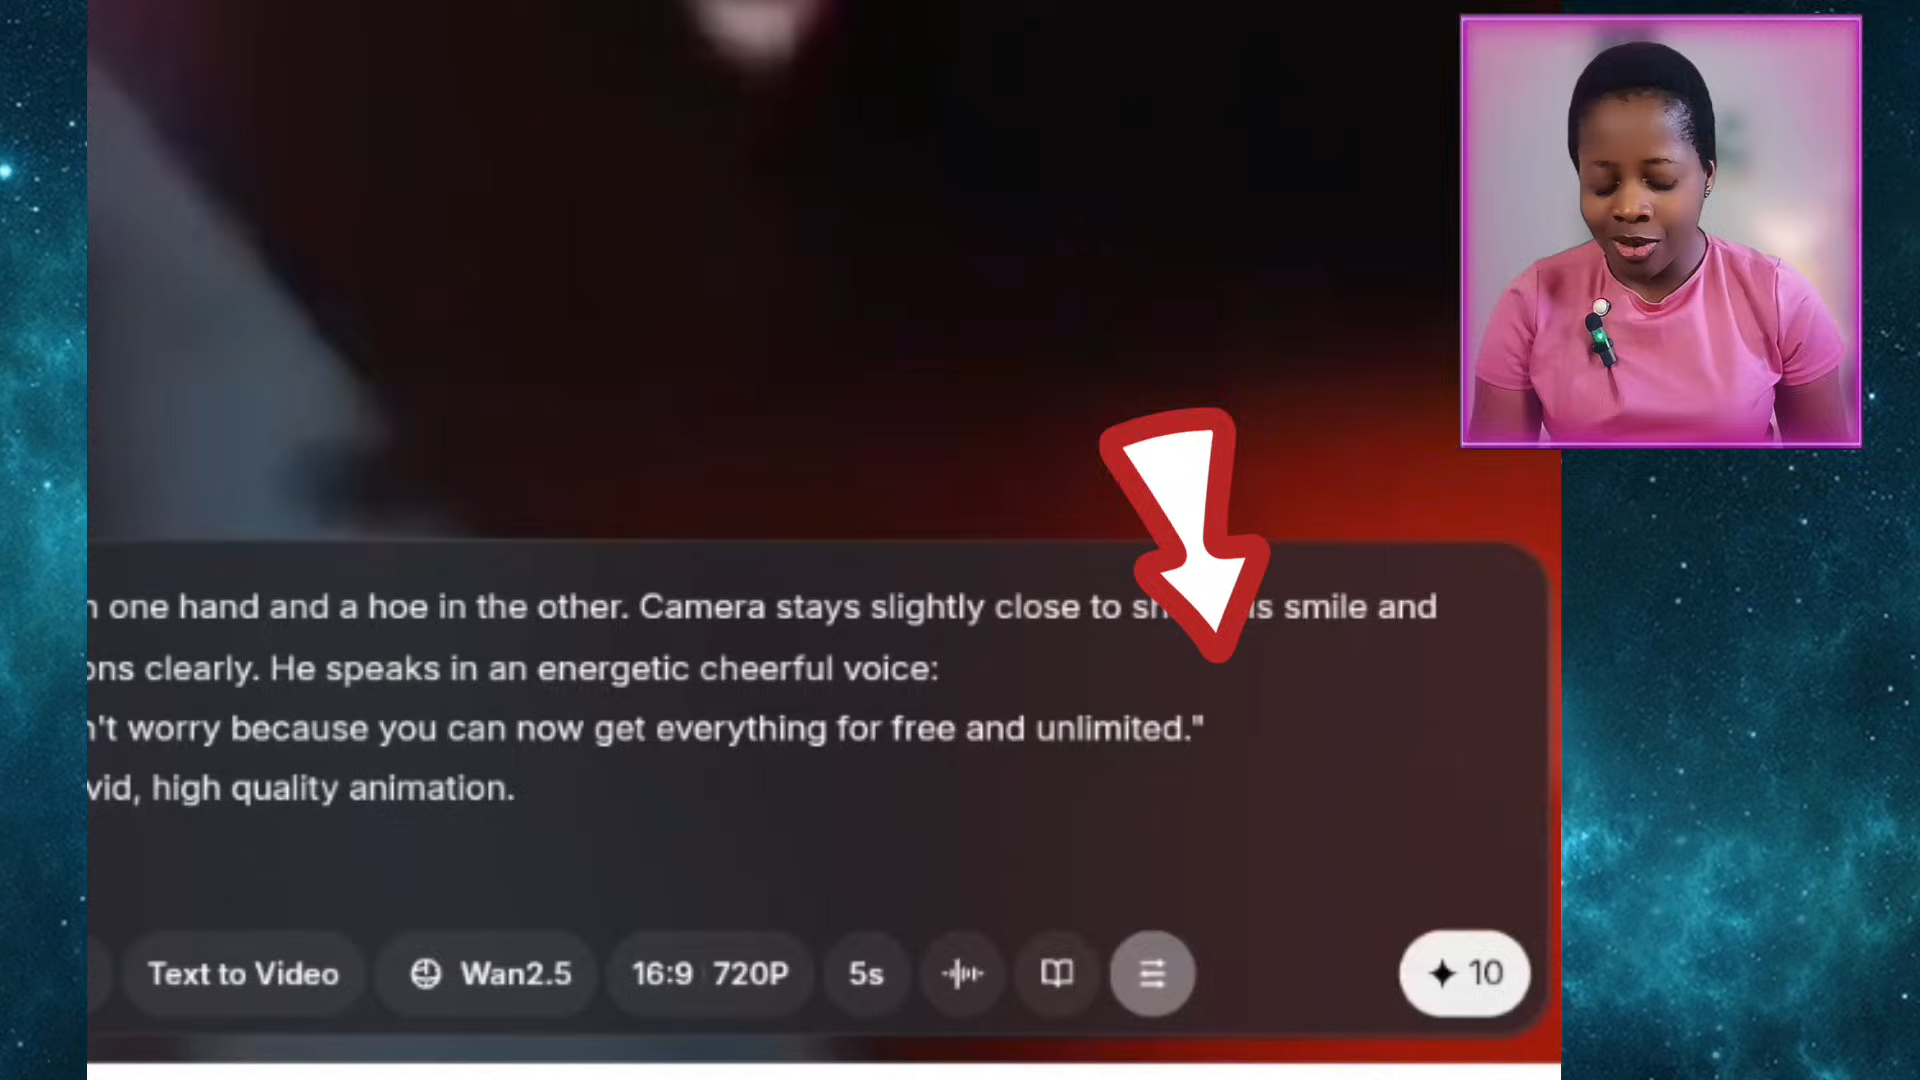 one hand and a hoe in the other. Camera stays slightly close to is smile and
ons clearly. He speaks in an energetic cheerful voice:
n't worry because you can now get everything for free and unlimited."
vid, high quality animation.
Text to Video Wan2.5 16:9 720P 5s 10